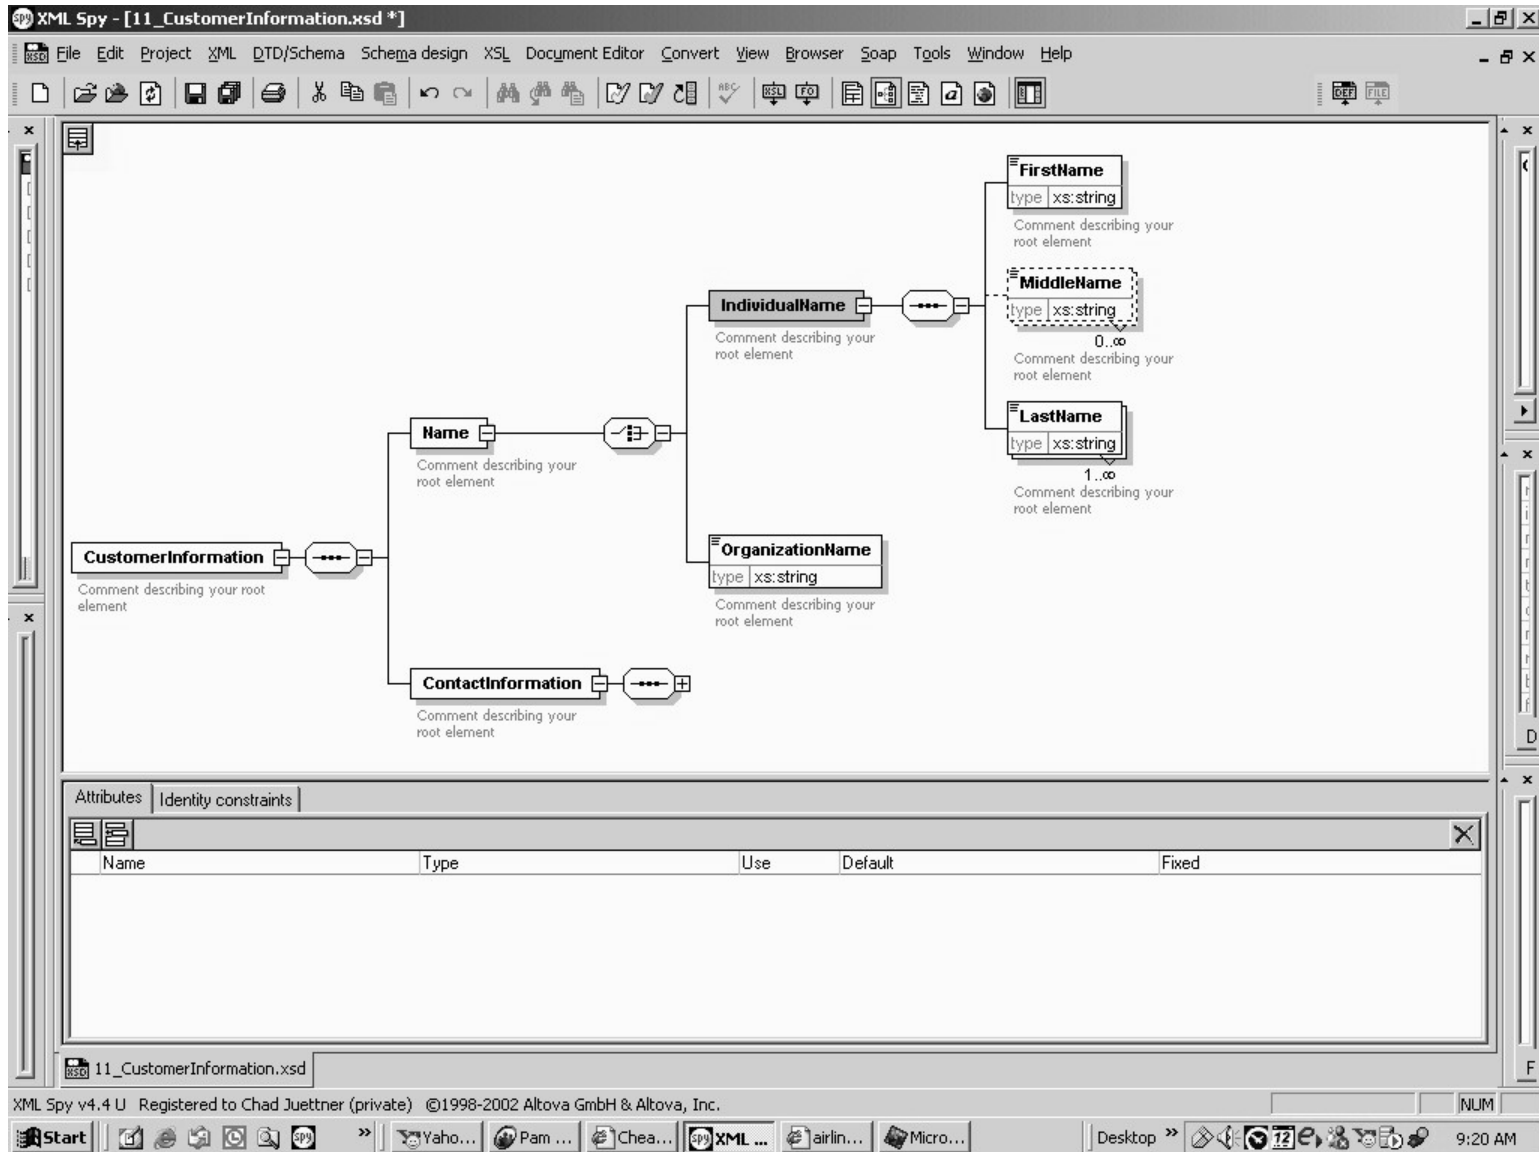 XML Spy - [11_CustomerInformation.xsd *]
File Edit Project XML DTD/Schema Schema design XSL Document Editor Convert View Browser Soap Tools Window Help
FirstName
type xs:string
Comment describing your
root element
MiddleName
type xs:string
0..∞
Comment describing your
root element
IndividualName
Comment describing your
root element
LastName
type xs:string
1..∞
Comment describing your
root element
Name
Comment describing your
root element
OrganizationName
type xs:string
Comment describing your
root element
CustomerInformation
Comment describing your root
element
ContactInformation
Comment describing your
root element
Attributes Identity constraints
Name Type Use Default Fixed
11_CustomerInformation.xsd
XML Spy v4.4 U Registered to Chad Juettner (private) ©1998-2002 Altova GmbH & Altova, Inc. NUM
Start Yaho... Pam ... Chea... XML ... airlin... Micro... Desktop » 9:20 AM